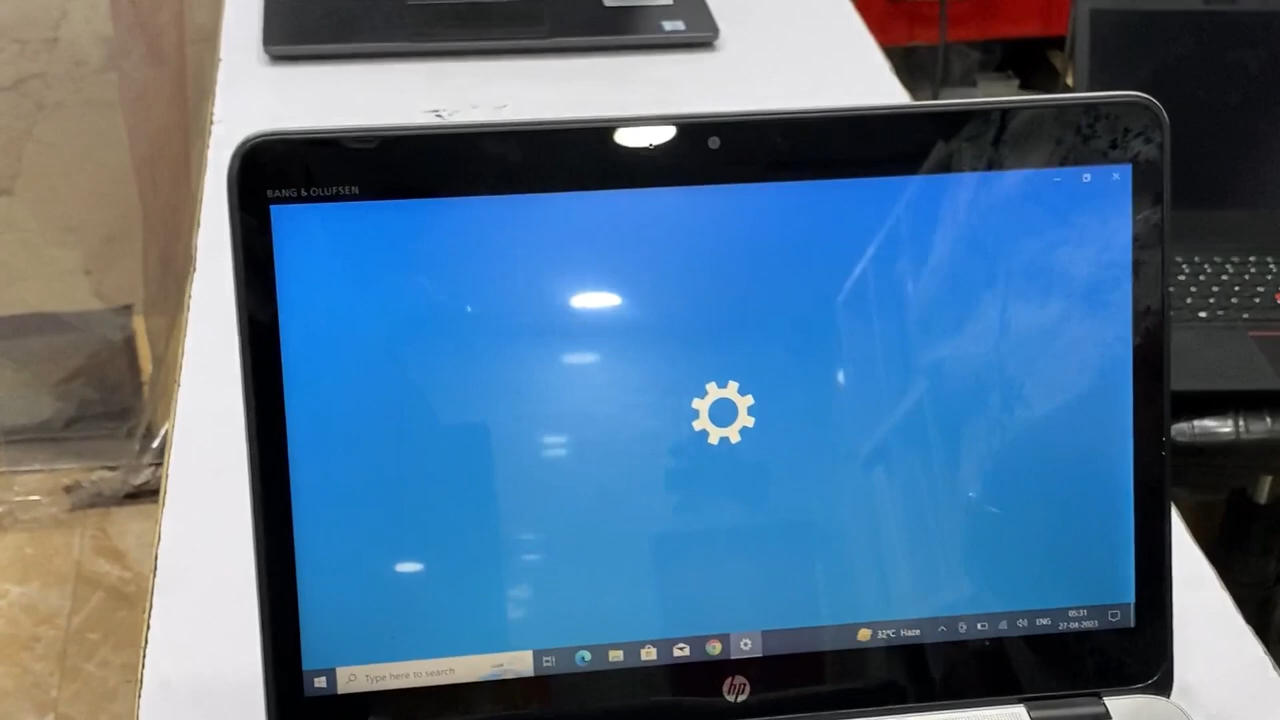 BANG & OLUFSEN
Type here to search
32°C Haze
ENG
05:31
27-04-2023
hp